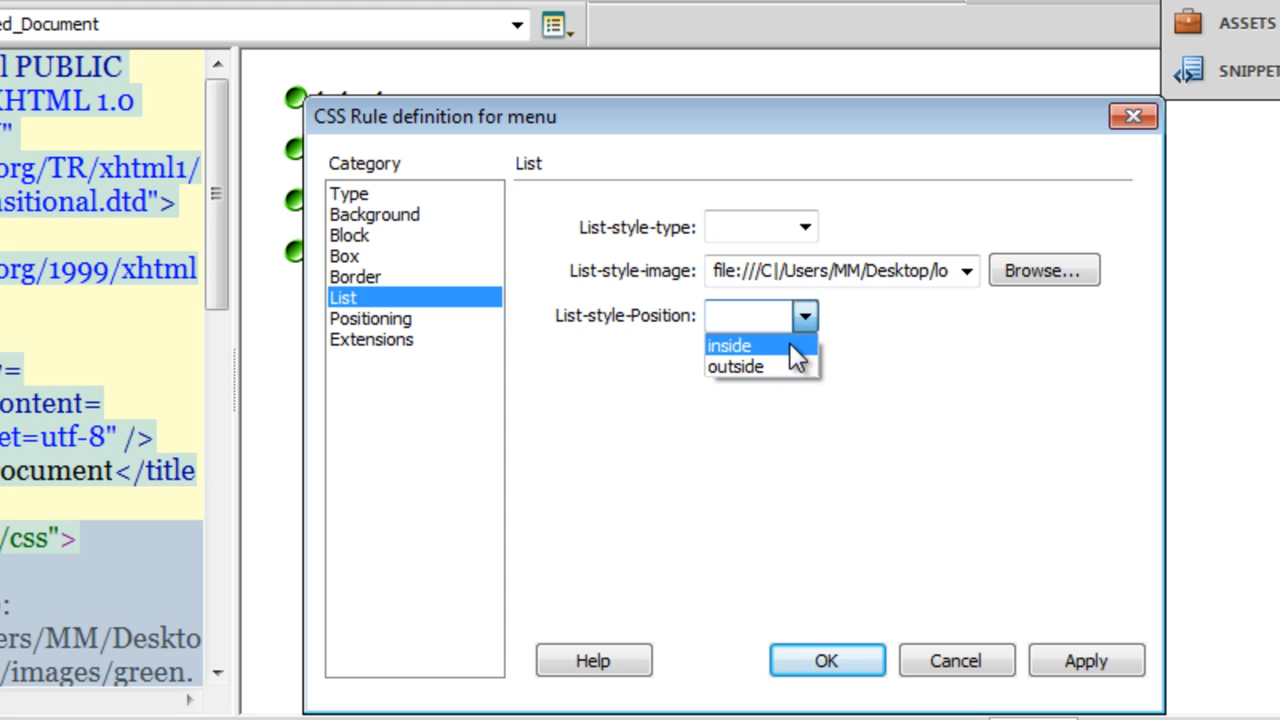 ed_Document
ASSETS
SNIPPET
l PUBLIC
XHTML 1.0
"
org/TR/xhtml1/
nsitional.dtd">
org/1999/xhtml
=
ontent=
et=utf-8" />
ocument</title
/css">
:
ers/MM/Deskto
/images/green.
CSS Rule definition for menu
Category
Type
Background
Block
Box
Border
List
Positioning
Extensions
List
List-style-type:
List-style-image: file:///C|/Users/MM/Desktop/lo Browse...
List-style-Position:
inside
outside
Help OK Cancel Apply